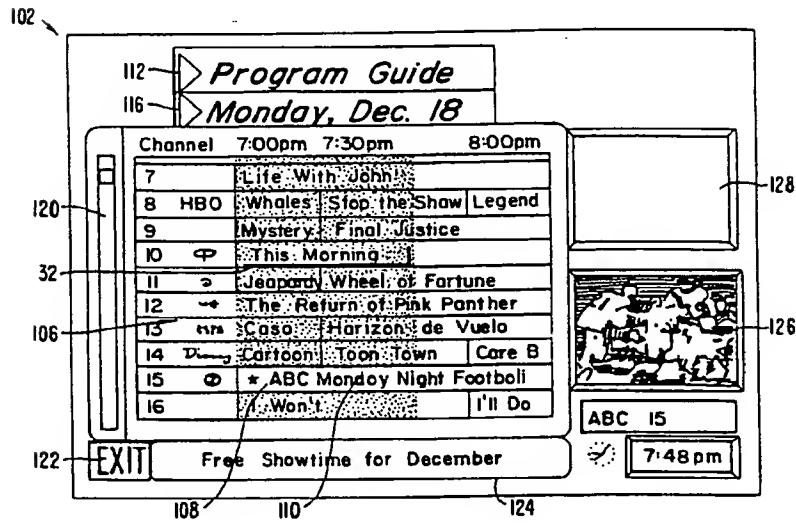 102
112 Program Guide
116 Monday, Dec. 18
Channel 7:00pm 7:30pm 8:00pm
7 Life With John
8 HBO Whales Stop the Shaw Legend
9 Mystery Final Justice
10 This Morning
11 Jeopardy Wheel of Fortune
12 The Return of Pink Panther
13 Caso Horizon de Vuelo
14 Cartoon Toon Town Care B
15 * ABC Monday Night Football
16 I Won't I'll Do
120
32
106
128
126
ABC 15
7:48pm
122 EXIT Free Showtime for December
108 110 124